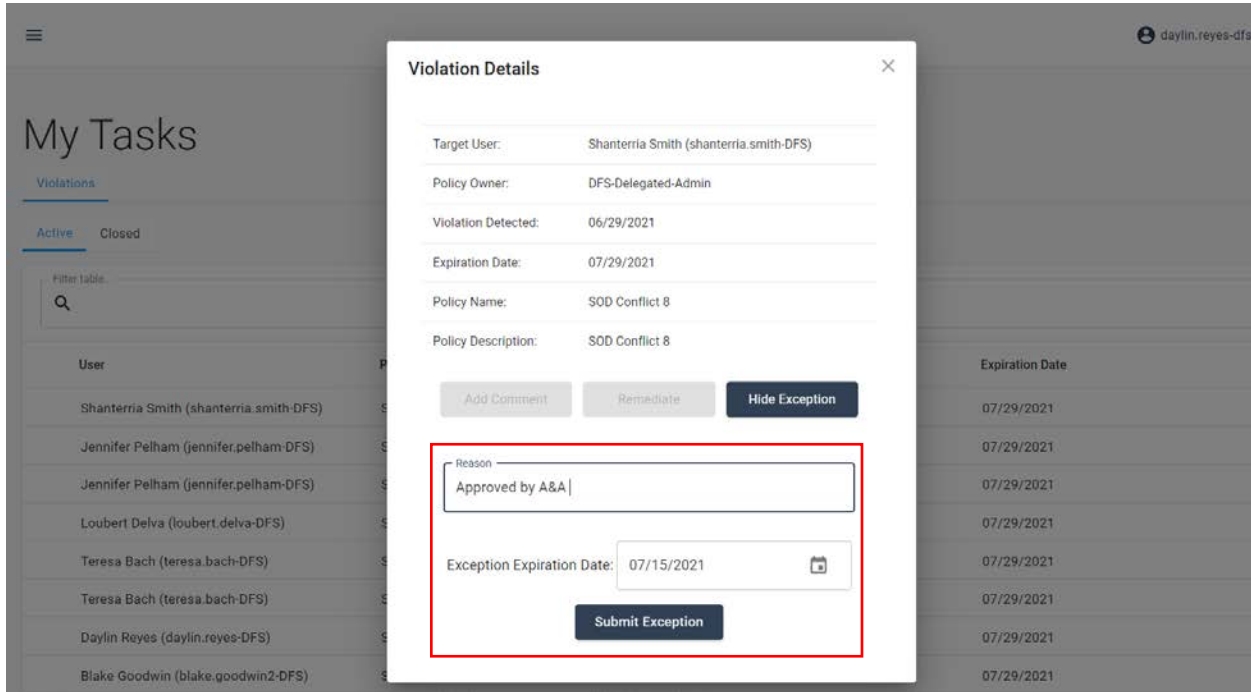 daylin.reyes-dfs
Violation Details
My Tasks
Violations
Active Closed
Filter table.
Target User: Shanterria Smith (shanterria.smith-DFS)
Policy Owner: DFS-Delegated-Admin
Violation Detected: 06/29/2021
Expiration Date: 07/29/2021
Policy Name: SOD Conflict 8
Policy Description: SOD Conflict 8
Add Comment Remediate Hide Exception
Reason
Approved by A&A
Exception Expiration Date: 07/15/2021
Submit Exception
User Expiration Date
Shanterria Smith (shanterria.smith-DFS) 07/29/2021
Jennifer Pelham (jennifer.pelham-DFS) 07/29/2021
Jennifer Pelham (jennifer.pelham-DFS) 07/29/2021
Loubert Delva (loubert.delva-DFS) 07/29/2021
Teresa Bach (teresa.bach-DFS) 07/29/2021
Teresa Bach (teresa.bach-DFS) 07/29/2021
Daylin Reyes (daylin.reyes-DFS) 07/29/2021
Blake Goodwin (blake.goodwin2-DFS) 07/29/2021